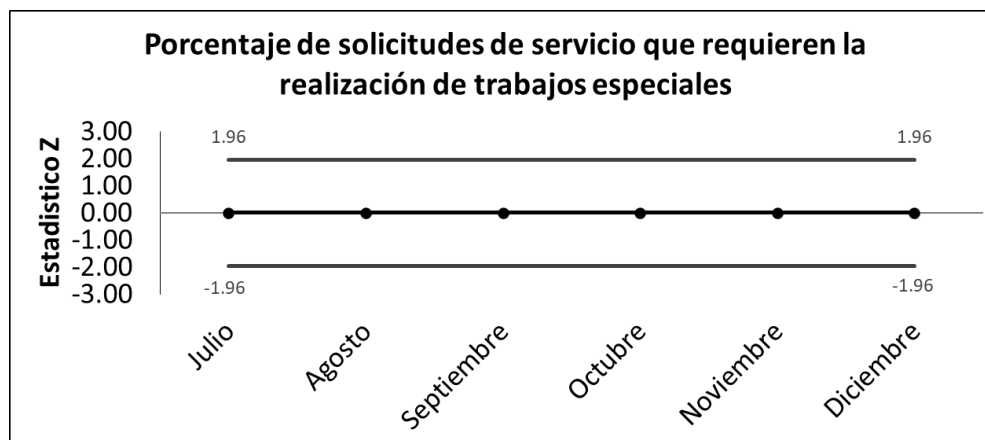 Porcentaje de solicitudes de servicio que requieren la
realización de trabajos especiales
Estadistico Z
3.00
2.00
1.00
0.00
-1.00
-2.00
-3.00
1.96
1.96
-1.96
-1.96
Julio
Agosto
Septiembre
Octubre
Noviembre
Diciembre